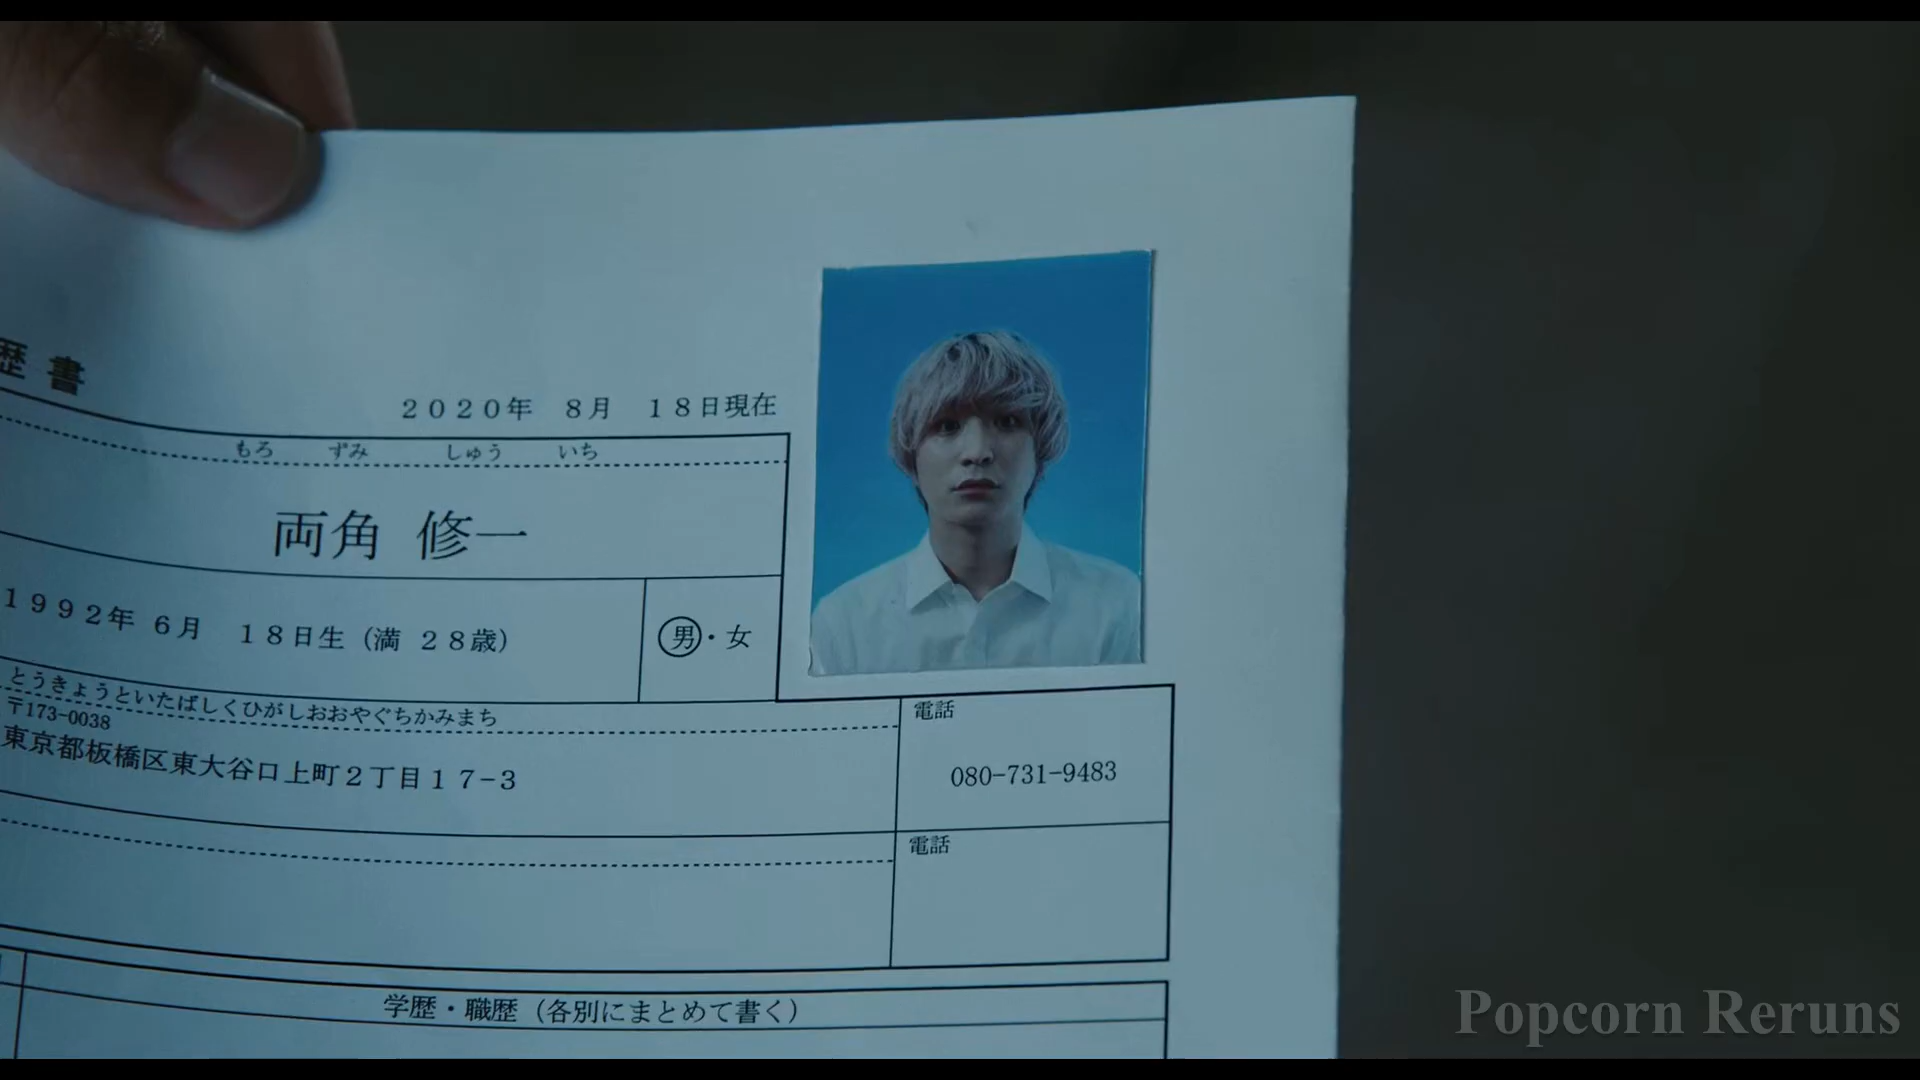 歴書
2020年 8月 18日現在
もろ ずみ しゅう いち
両角 修一
1992年 6月 18日生（満 28歳）
男・女
とうきょうといたばしくひがしおおやぐちかみまち
〒173-0038
東京都板橋区東大谷口上町2丁目17-3
電話
080-731-9483
電話
学歴・職歴（各別にまとめて書く）
Popcorn Reruns